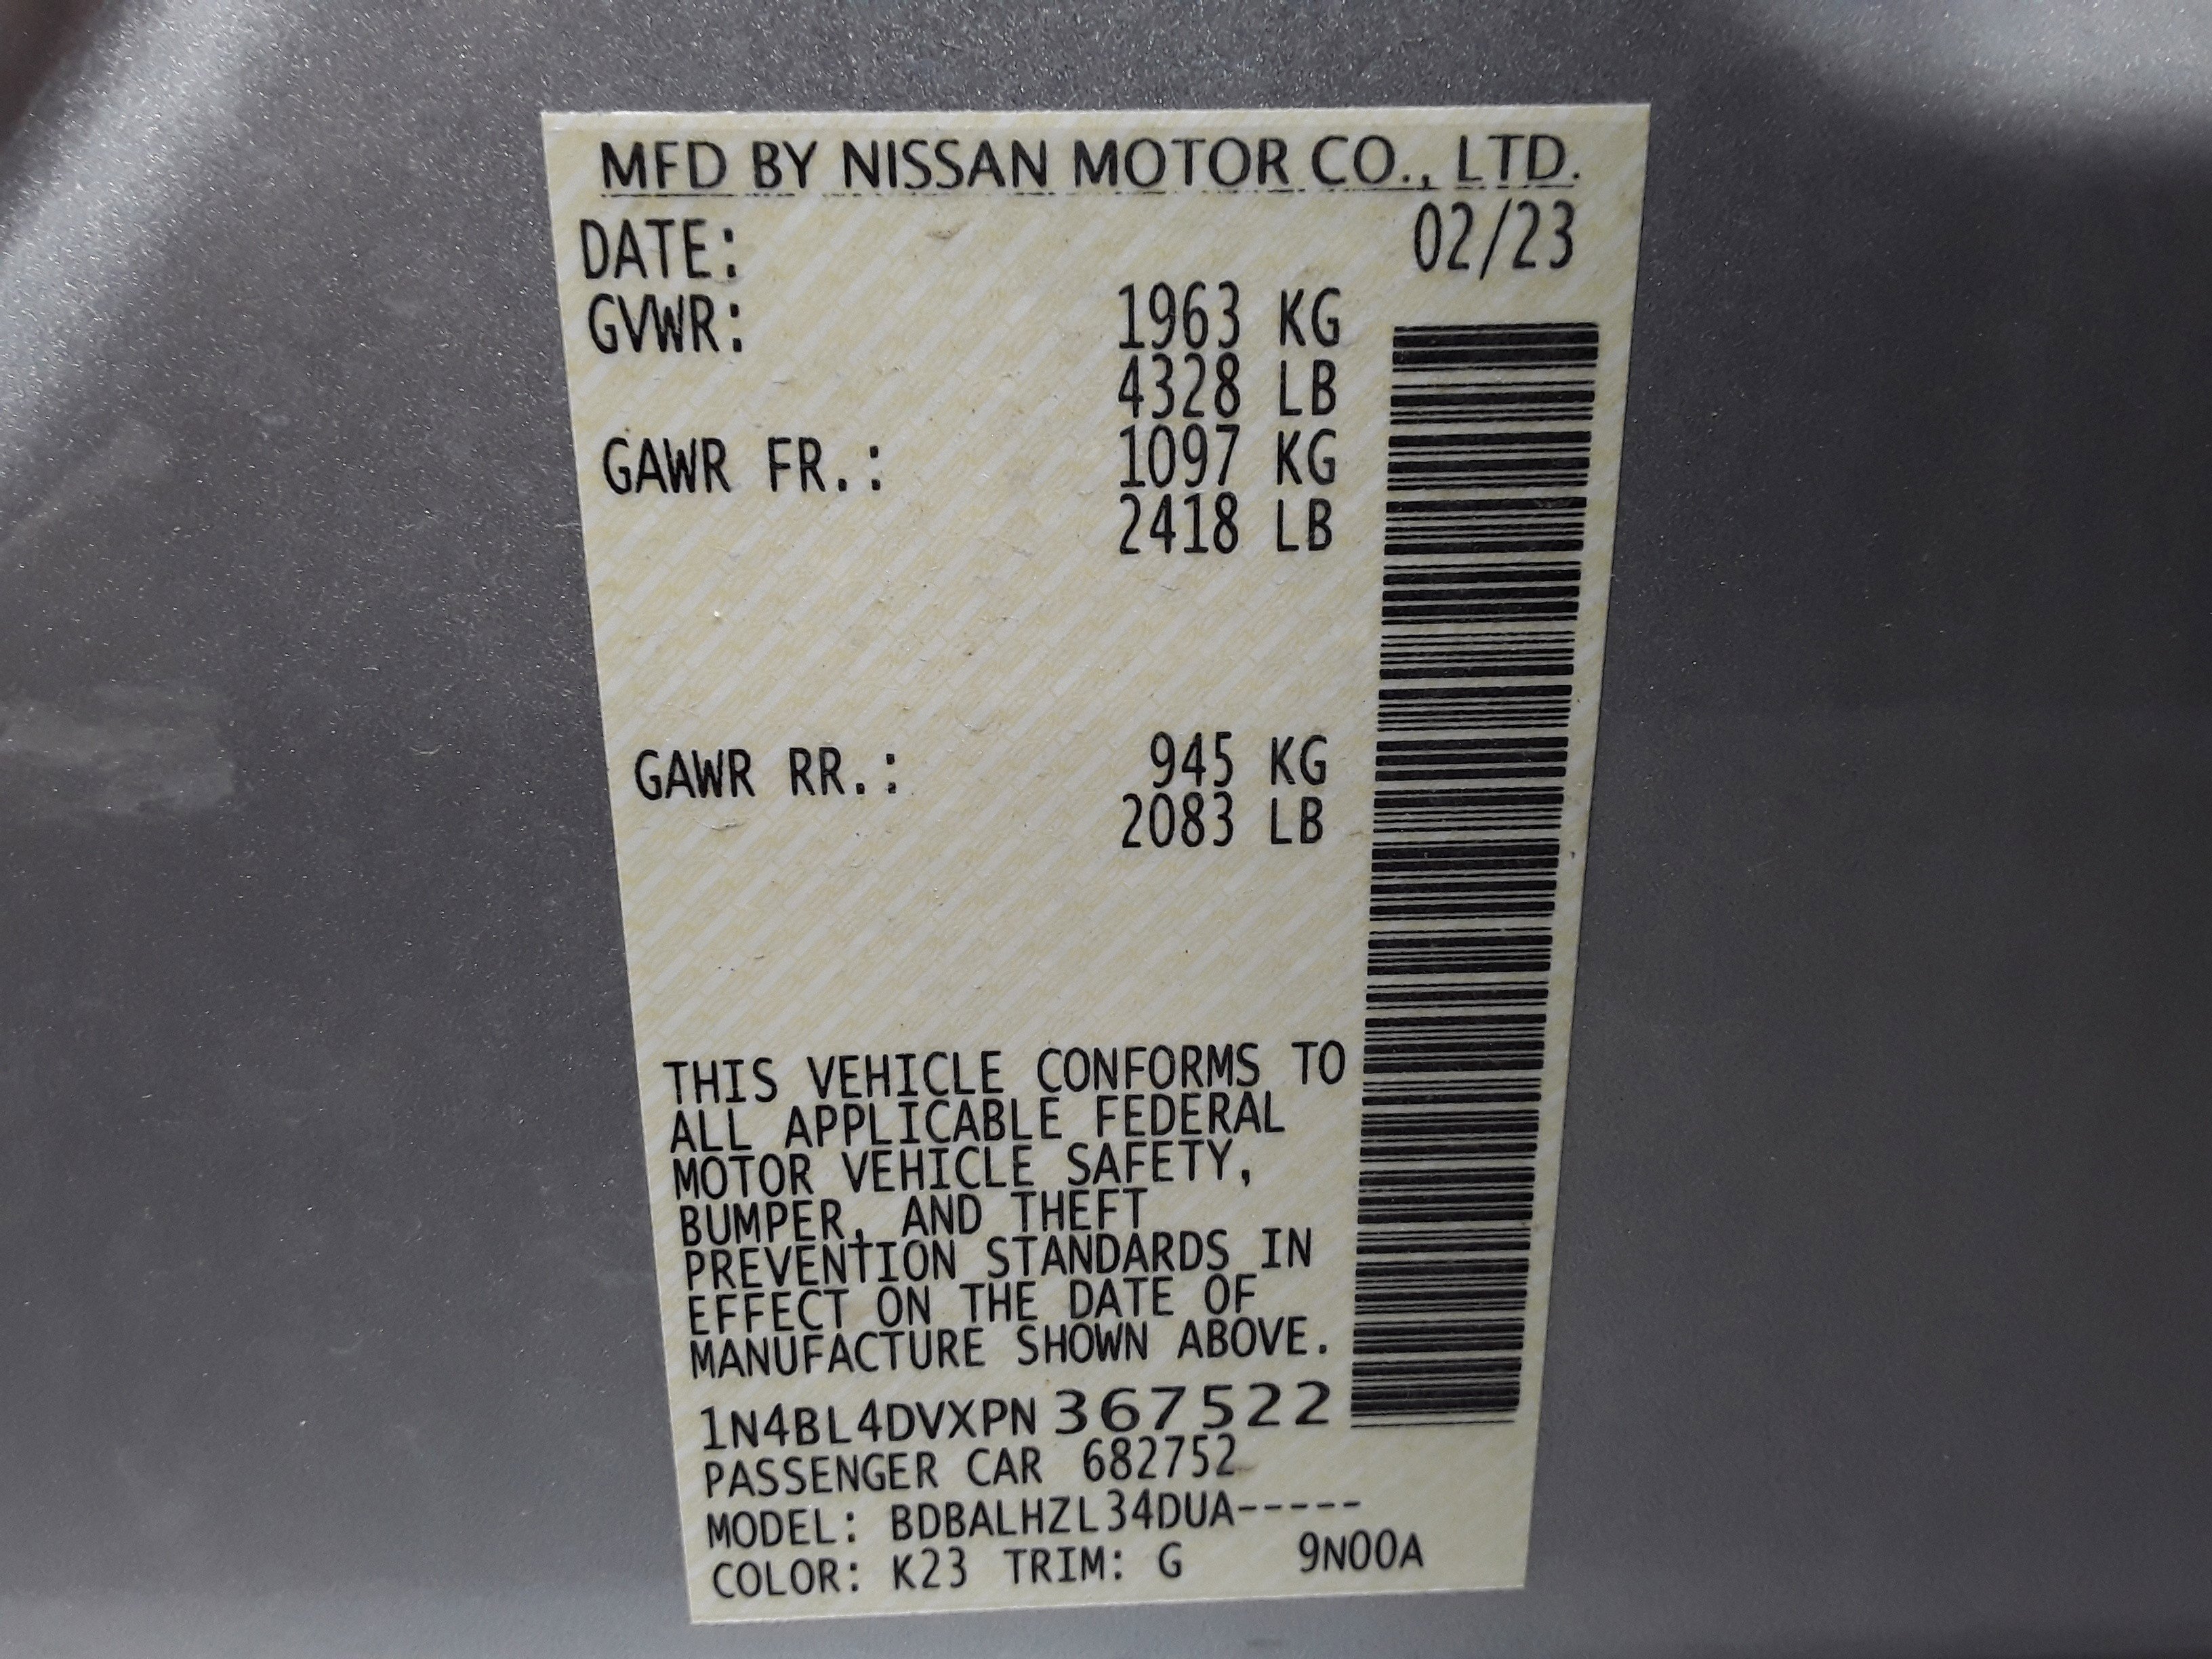 MFD BY NISSAN MOTOR CO., LTD.
DATE: 02/23
GVWR: 1963 KG
4328 LB
GAWR FR.: 1097 KG
2418 LB
GAWR RR.: 945 KG
2083 LB
THIS VEHICLE CONFORMS TO
ALL APPLICABLE FEDERAL
MOTOR VEHICLE SAFETY,
BUMPER, AND THEFT
PREVENTION STANDARDS IN
EFFECT ON THE DATE OF
MANUFACTURE SHOWN ABOVE.
1N4BL4DVXPN367522
PASSENGER CAR 682752
MODEL: BDBALHZL34DUA-----
COLOR: K23 TRIM: G 9N00A